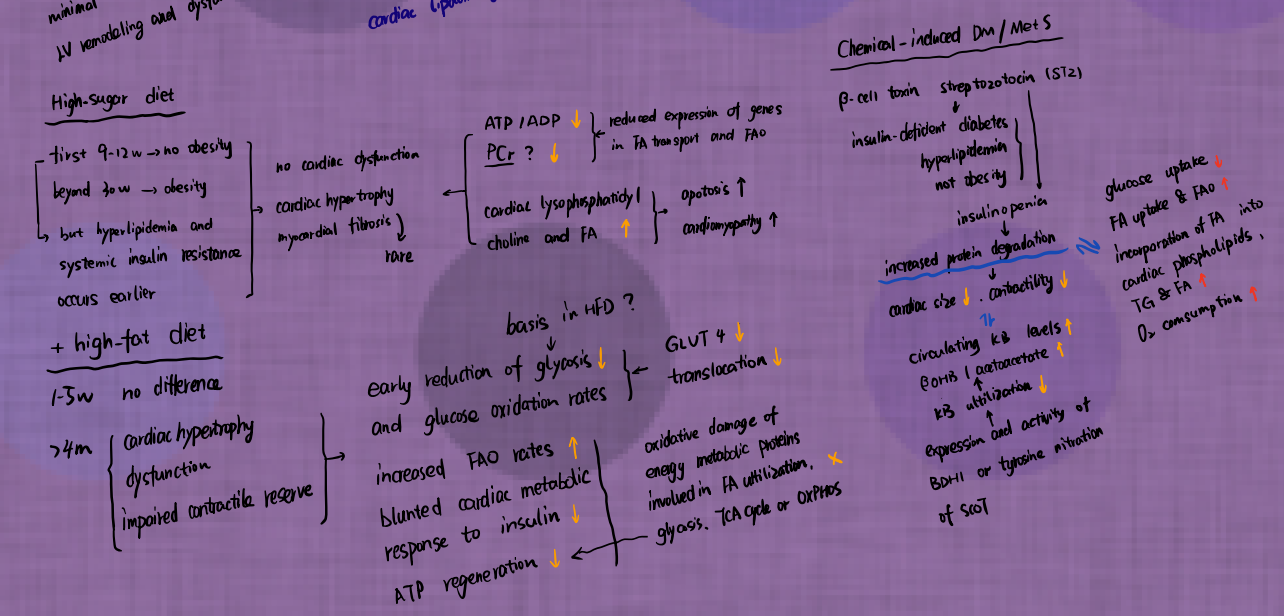 minimal
LV remodeling and
cardiac
High-sugar diet
first 9-12w → no obesity
beyond 30w → obesity
but hyperlipidemia and
systemic insulin resistance
occurs earlier
no cardiac dysfunction
cardiac hypertrophy
myocardial fibrosis
rare
ATP/ADP ↓
PCr ? ↓
reduced expression of genes
in FA transport and FAO
cardiac lysophosphatidyl
choline and FA ↑
apotosis ↑
cardiomyopathy ↑
+ high-fat diet
1-5w no difference
>4m
cardiac hypertrophy
dysfunction
impaired contractile reserve
basis in HFD ?
early reduction of glycosis ↓
and glucose oxidation rates
GLUT 4 ↓
translocation ↓
increased FAO rates ↑
blunted cardiac metabolic
response to insulin ↓
ATP regeneration ↓
oxidative damage of
energy metabolic proteins
involved in FA utilization, ×
glycosis, TCA cycle or OXPHOS
Chemical-induced DM/MetS
β-cell toxin streptozotocin (STZ)
insulin-deficient diabetes
hyperlipidemia
not obesity
insulinopenia
increased protein degradation
cardiac size ↓ . contractility ↓
circulating KB levels ↑
βOHB / acetoacetate ↑
KB utilization ↓
expression and activity of
BDH1 or tyrosine nitration
of SCOT
glucose uptake ↓
FA uptake & FAO ↑
incorporation of FA into
cardiac phospholipids,
TG & FA ↑
O₂ comsumption ↑